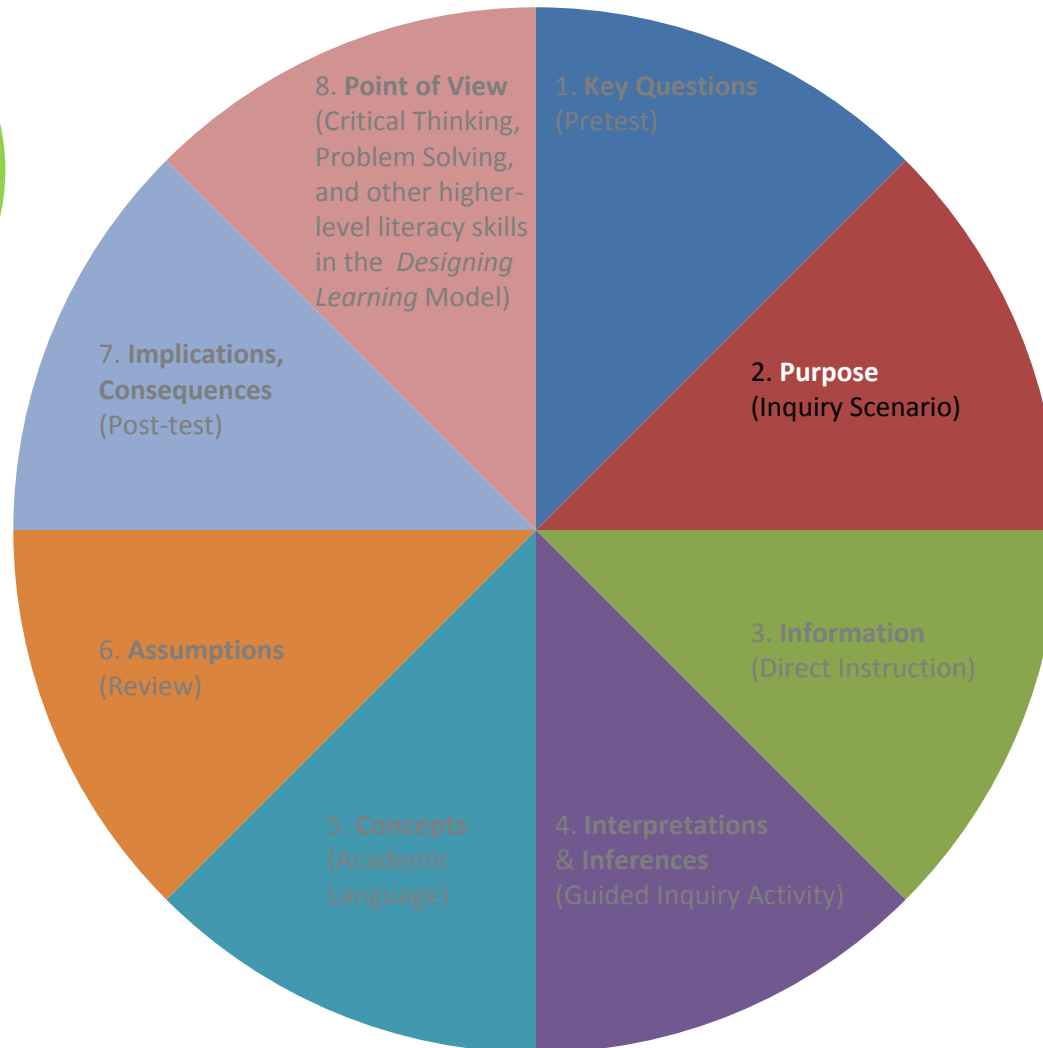 1. Key Questions
(Pretest)
2. Purpose
(Inquiry Scenario)
3. Information
(Direct Instruction)
4. Interpretations
& Inferences
(Guided Inquiry Activity)
5. Concepts
(Academic
Language)
6. Assumptions
(Review)
7. Implications,
Consequences
(Post-test)
8. Point of View
(Critical Thinking,
Problem Solving,
and other higher-
level literacy skills
in the Designing
Learning Model)